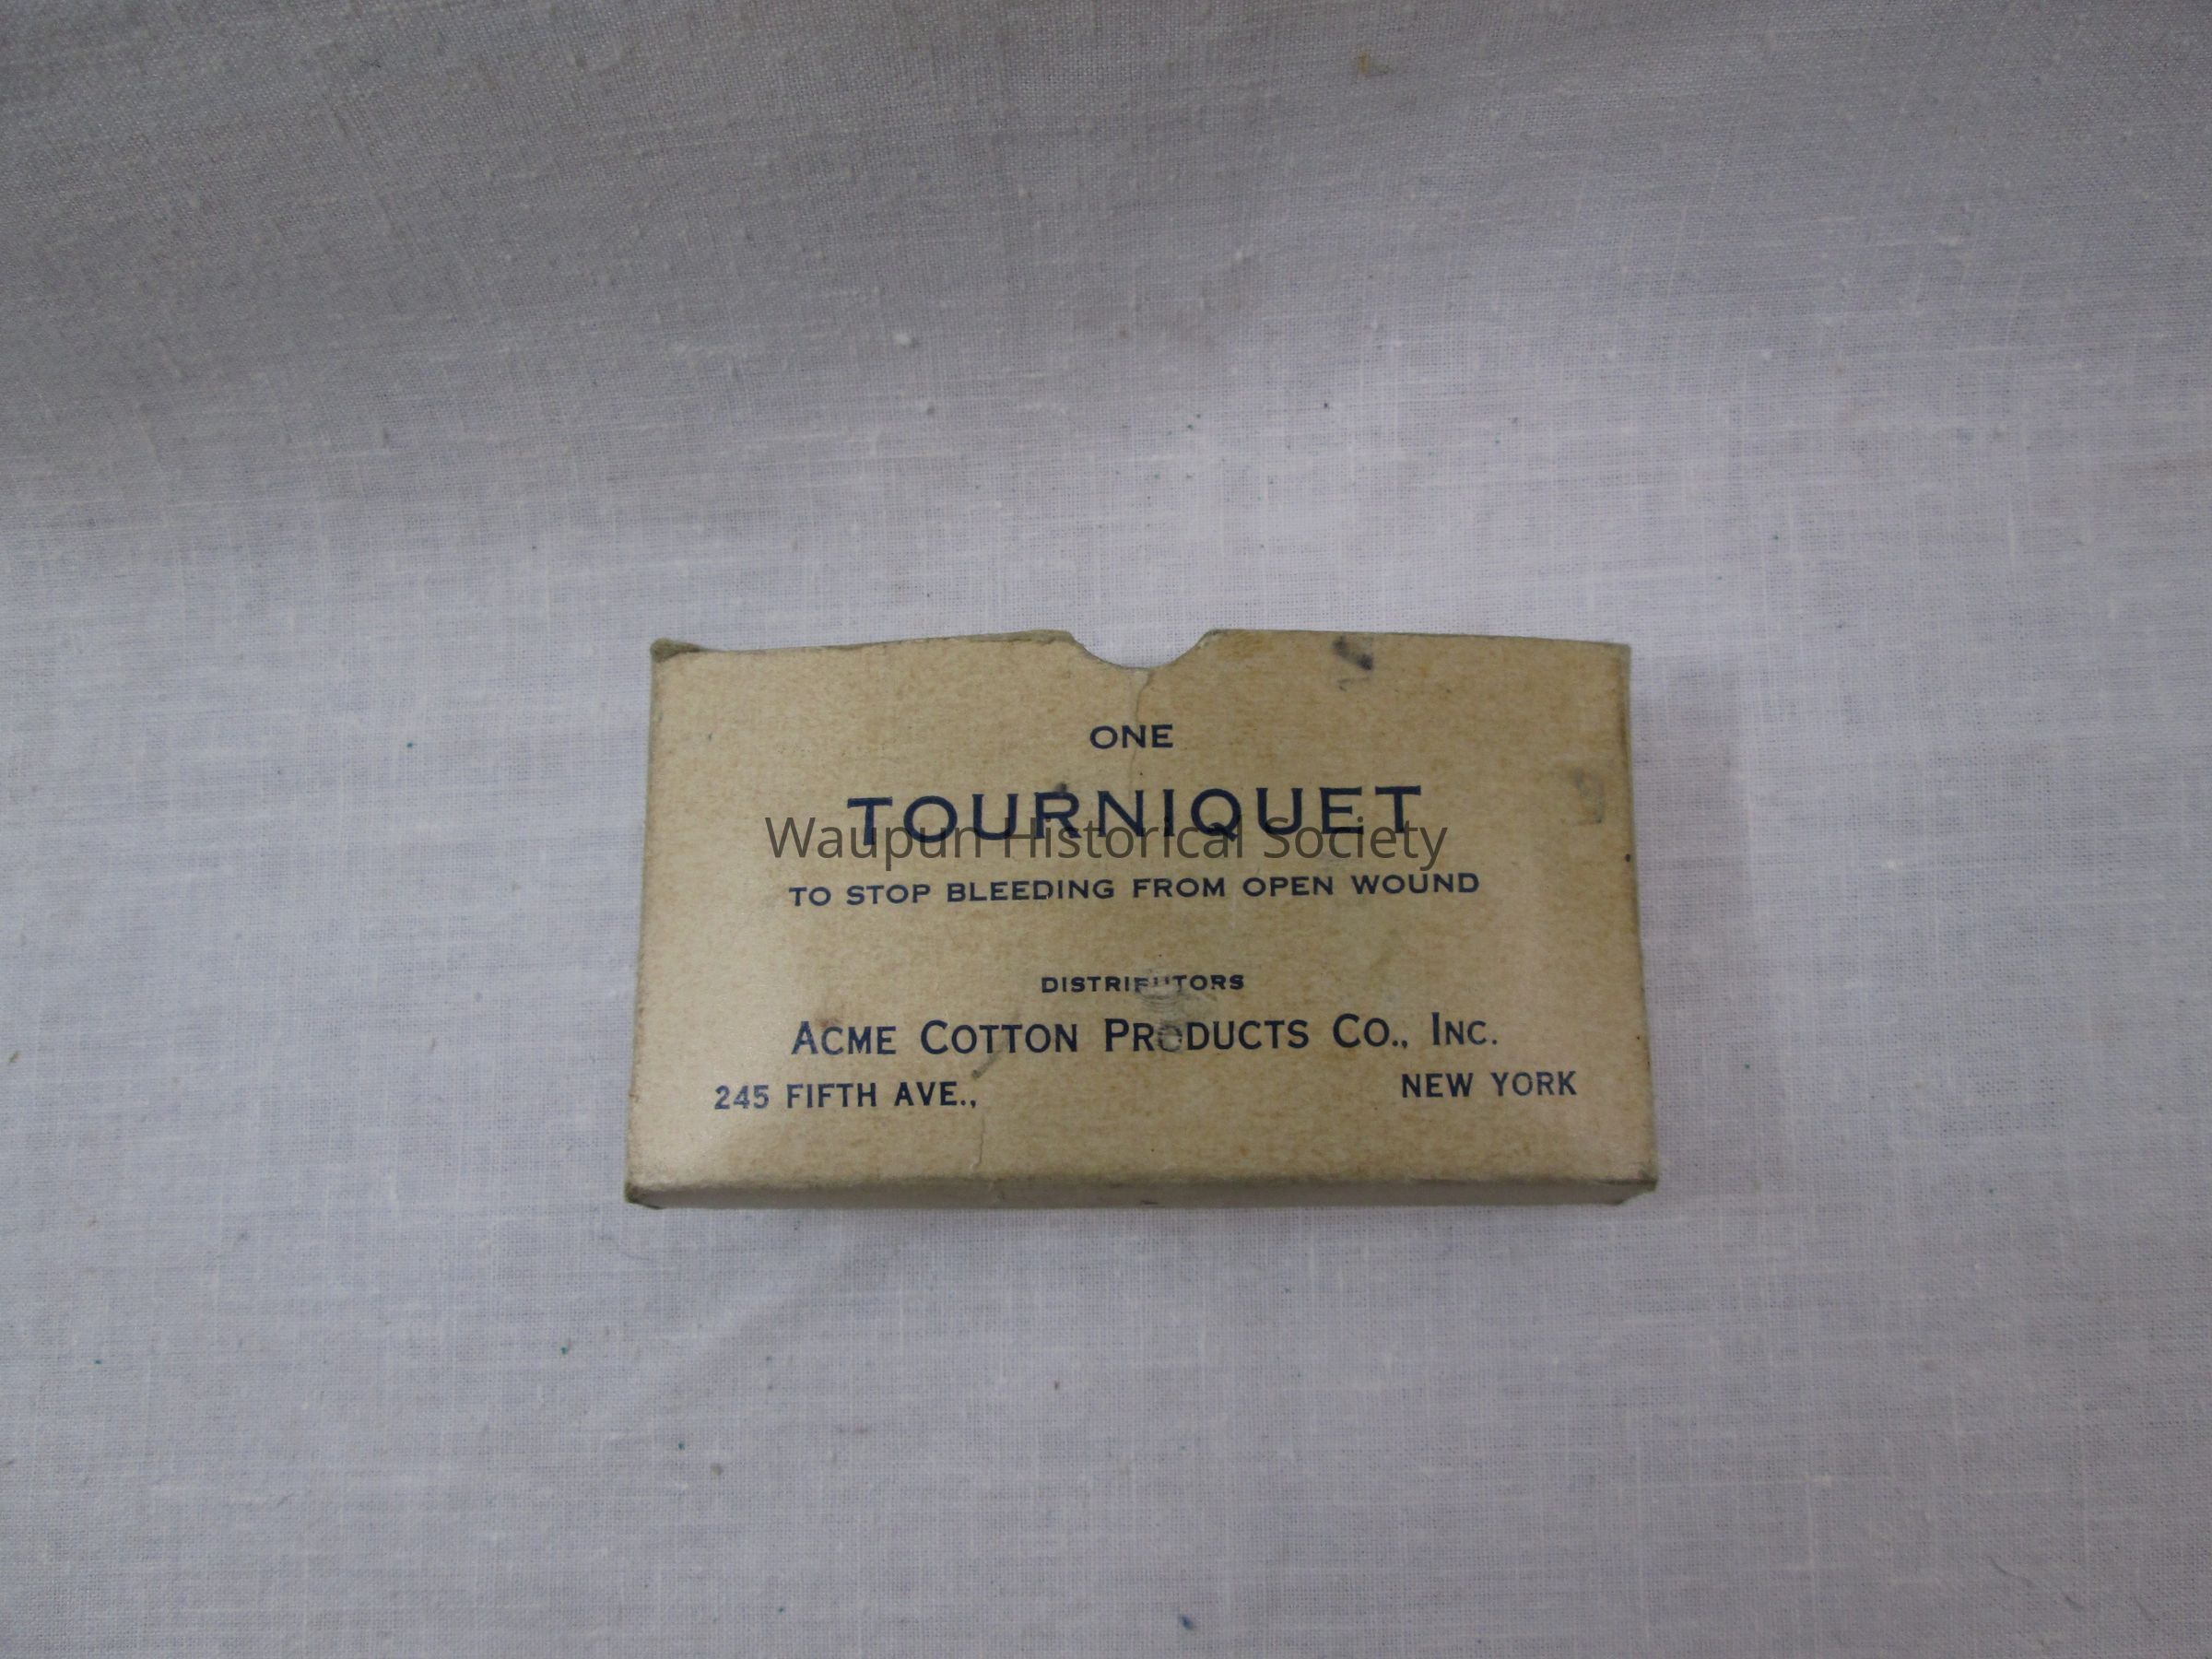 ONE
TOURNIQUET
Waupun Historical Society
TO STOP BLEEDING FROM OPEN WOUND
DISTRIBUTORS
ACME COTTON PRODUCTS CO., INC.
245 FIFTH AVE., NEW YORK